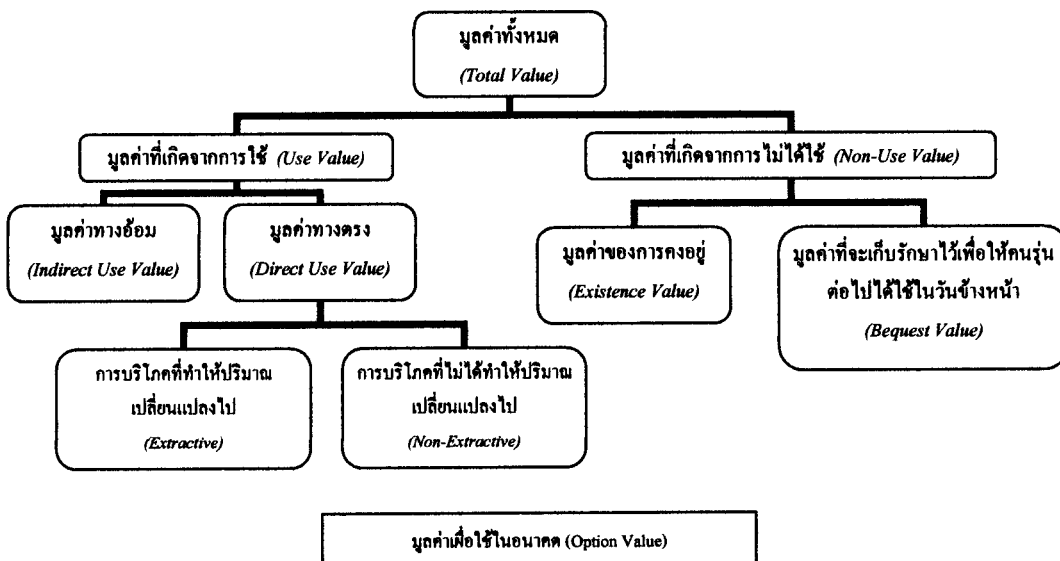 มูลค่าทั้งหมด
(Total Value)
มูลค่าที่เกิดจากการใช้ (Use Value)
มูลค่าที่เกิดจากการไม่ได้ใช้ (Non-Use Value)
มูลค่าทางอ้อม
(Indirect Use Value)
มูลค่าทางตรง
(Direct Use Value)
มูลค่าของการคงอยู่
(Existence Value)
มูลค่าที่จะเก็บรักษาไว้เพื่อให้คนรุ่น
ต่อไปได้ใช้ในวันข้างหน้า
(Bequest Value)
การบริโภคที่ทำให้ปริมาณ
เปลี่ยนแปลงไป
(Extractive)
การบริโภคที่ไม่ได้ทำให้ปริมาณ
เปลี่ยนแปลงไป
(Non-Extractive)
มูลค่าเผื่อใช้ในอนาคต (Option Value)